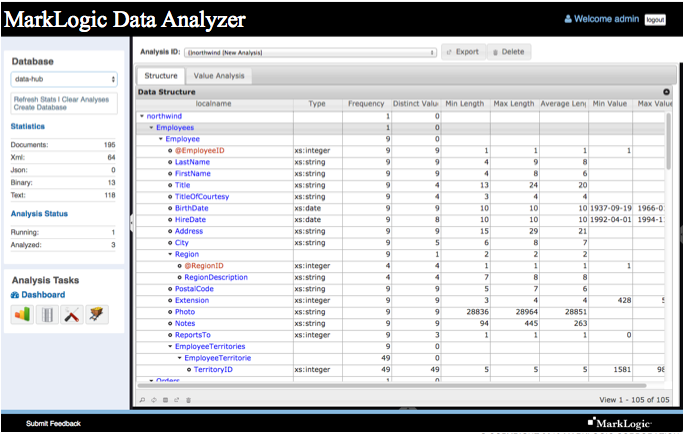 MarkLogic Data Analyzer
Welcome admin logout
Database
data-hub
Refresh Stats | Clear Analyses
Create Database
Statistics
Documents: 195
Xml: 64
Json: 0
Binary: 13
Text: 118
Analysis Status
Running: 1
Analyzed: 3
Analysis Tasks
Dashboard
Analysis ID: {}northwind [New Analysis] Export Delete
Structure Value Analysis
Data Structure
localname Type Frequency Distinct Valu Min Length Max Length Average Len Min Value Max Value
northwind 1 0
Employees 1 0
Employee 9 0
@EmployeeID xs:integer 9 9 1 1 1 1
LastName xs:string 9 9 4 9 8
FirstName xs:string 9 9 4 8 6
Title xs:string 9 4 13 24 20
TitleOfCourtesy xs:string 9 4 3 4 4
BirthDate xs:date 9 9 10 10 10 1937-09-19 1966-0
HireDate xs:date 9 8 10 10 10 1992-04-01 1994-1
Address xs:string 9 9 15 29 21
City xs:string 9 5 6 8 7
Region 9 1 2 2 2
@RegionID xs:integer 4 4 1 1 1 1
RegionDescription xs:string 4 4 7 8 8
PostalCode xs:string 9 9 5 7 6
Extension xs:integer 9 9 3 4 4 428 5
Photo xs:string 9 9 28836 28964 28851
Notes xs:string 9 9 94 445 263
ReportsTo xs:integer 9 3 1 1 1 0
EmployeeTerritories 9 0
EmployeeTerritorie 49 0
TerritoryID xs:integer 49 49 5 5 5 1581 98
Orders 1 0
View 1 - 105 of 105
Submit Feedback
MarkLogic